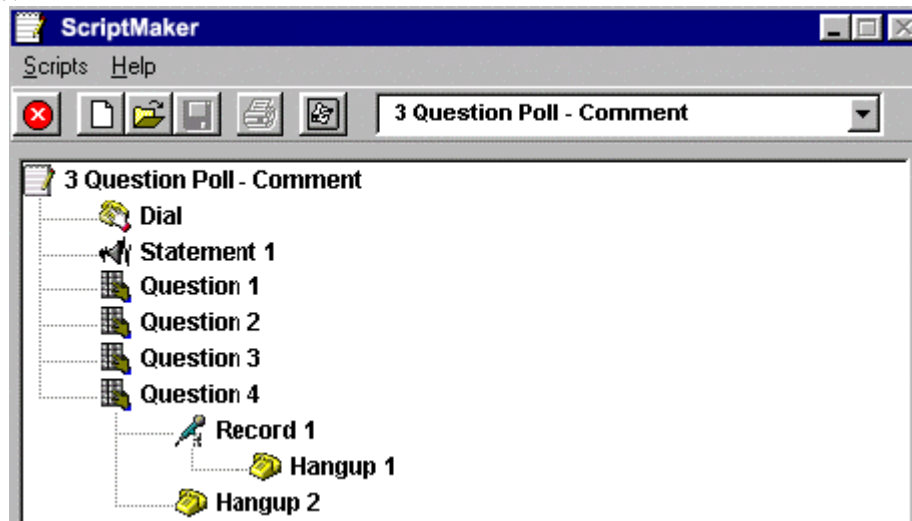 ScriptMaker
Scripts Help
3 Question Poll - Comment
3 Question Poll - Comment
Dial
Statement 1
Question 1
Question 2
Question 3
Question 4
Record 1
Hangup 1
Hangup 2